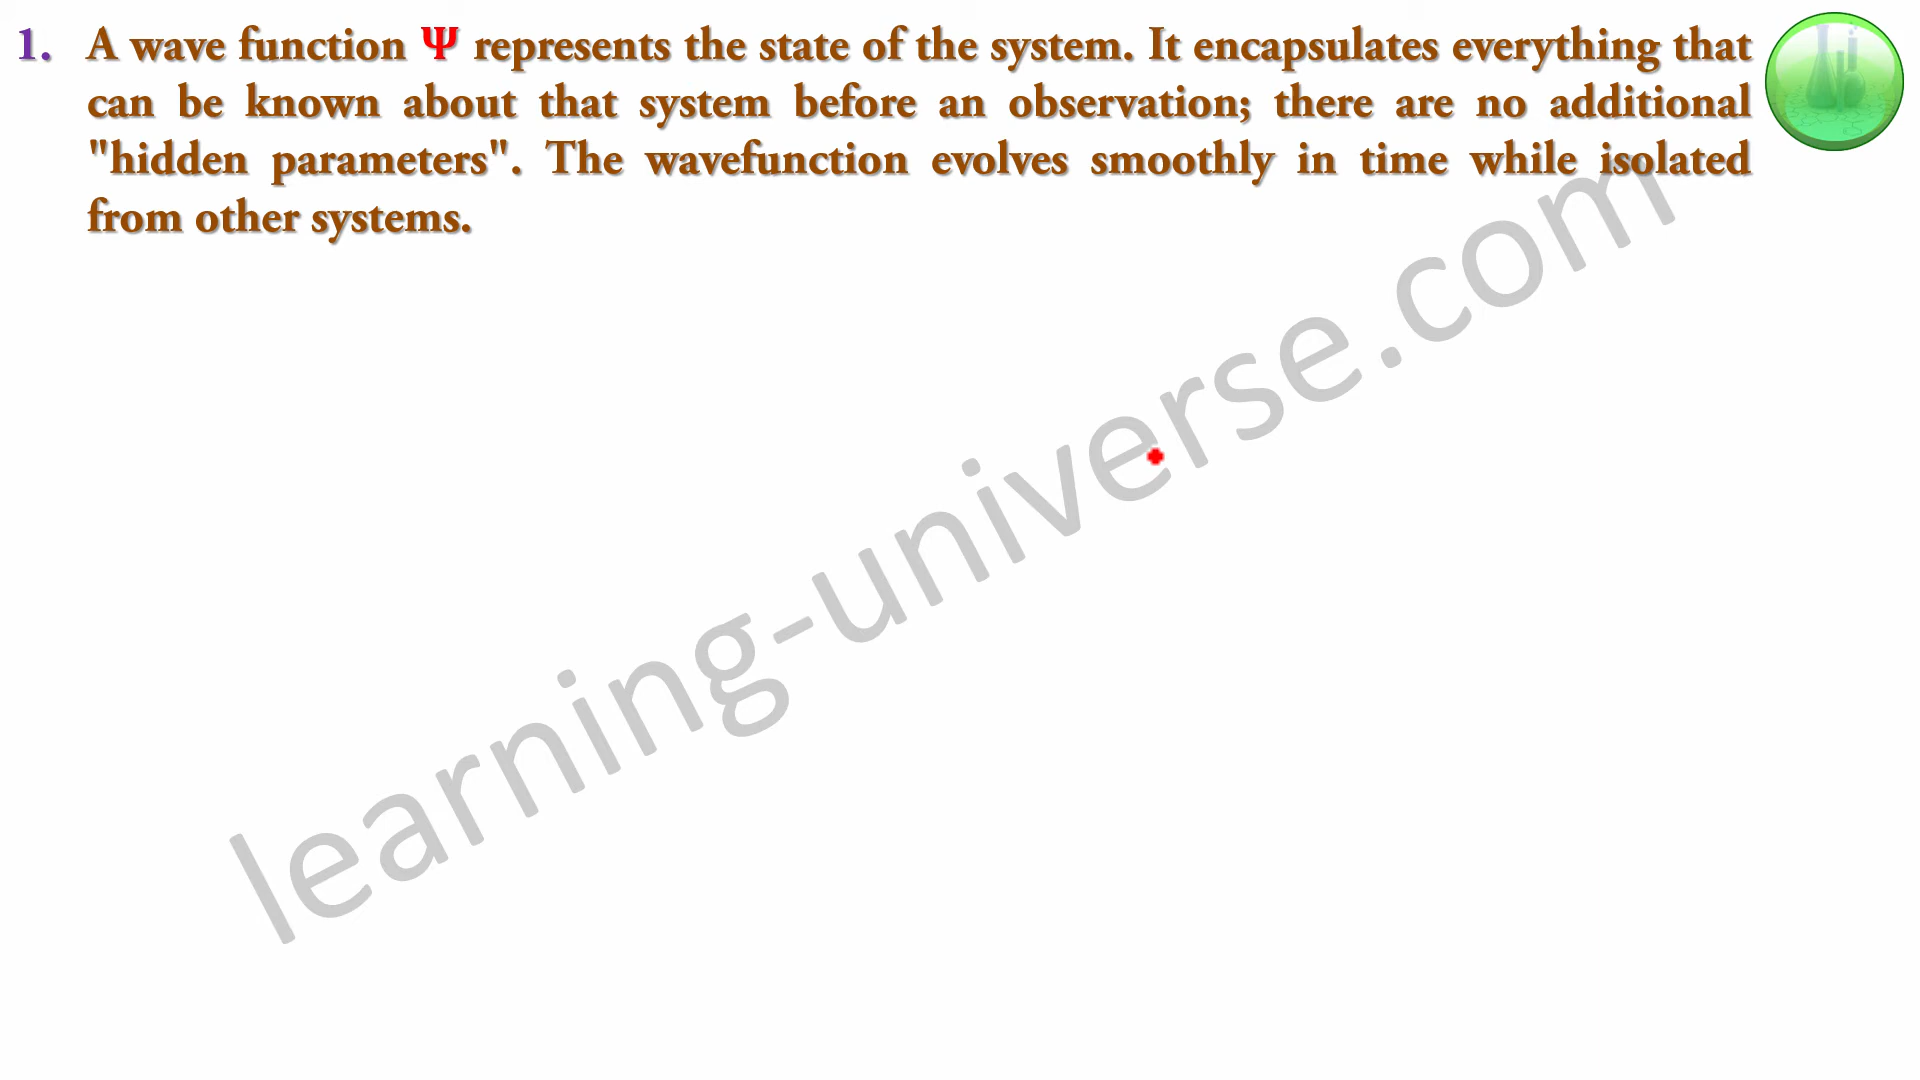 1. A wave function Ψ represents the state of the system. It encapsulates everything that
can be known about that system before an observation; there are no additional
"hidden parameters". The wavefunction evolves smoothly in time while isolated
from other systems.
learning-universe.com